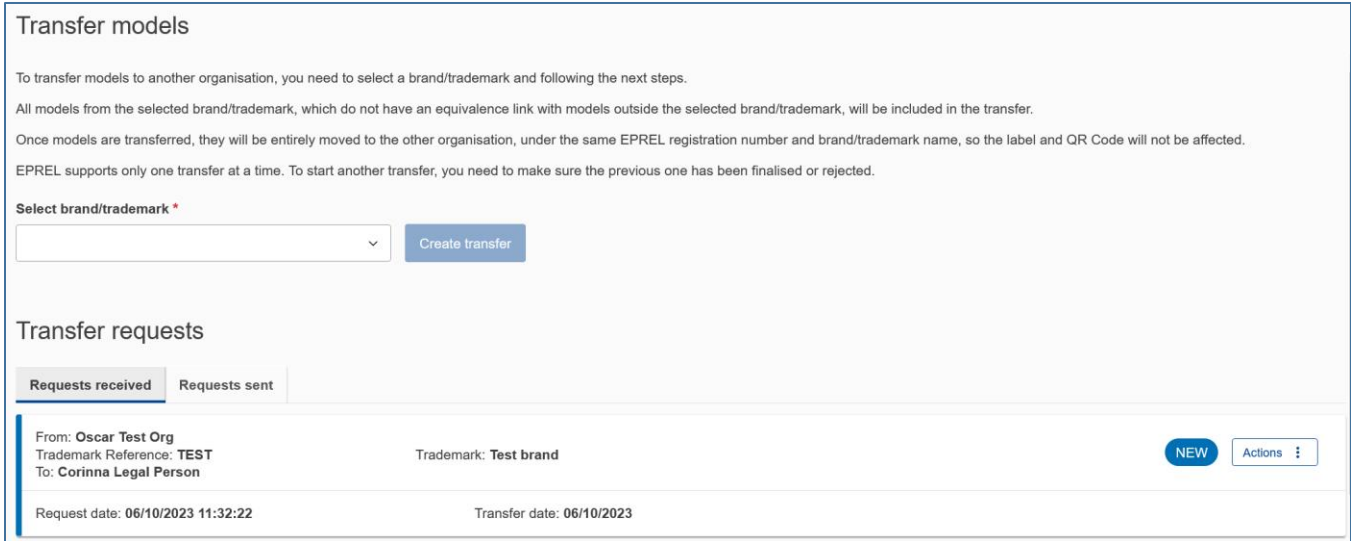 Transfer models
To transfer models to another organisation, you need to select a brand/trademark and following the next steps.
All models from the selected brand/trademark, which do not have an equivalence link with models outside the selected brand/trademark, will be included in the transfer.
Once models are transferred, they will be entirely moved to the other organisation, under the same EPREL registration number and brand/trademark name, so the label and QR Code will not be affected.
EPREL supports only one transfer at a time. To start another transfer, you need to make sure the previous one has been finalised or rejected.
Select brand/trademark *
Create transfer
Transfer requests
Requests received Requests sent
From: Oscar Test Org
Trademark Reference: TEST Trademark: Test brand NEW Actions
To: Corinna Legal Person
Request date: 06/10/2023 11:32:22 Transfer date: 06/10/2023